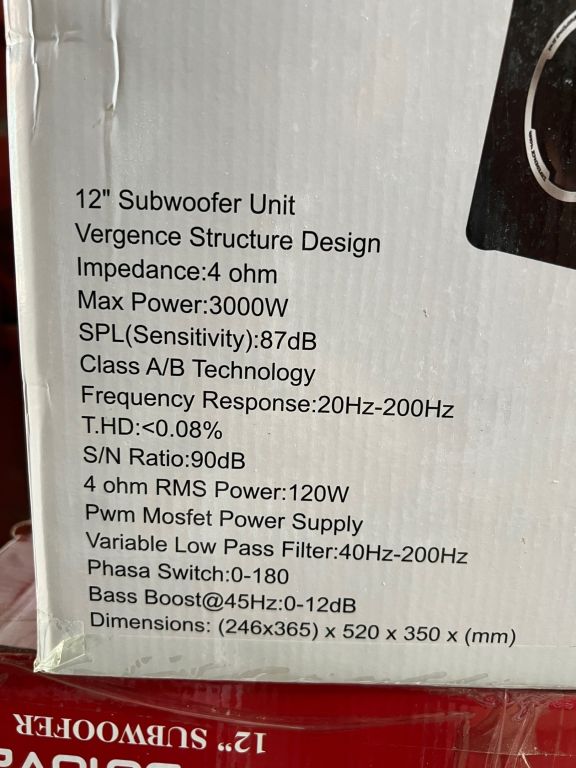 12" Subwoofer Unit
Vergence Structure Design
Impedance:4 ohm
Max Power:3000W
SPL(Sensitivity):87dB
Class A/B Technology
Frequency Response:20Hz-200Hz
T.HD:<0.08%
S/N Ratio:90dB
4 ohm RMS Power:120W
Pwm Mosfet Power Supply
Variable Low Pass Filter:40Hz-200Hz
Phasa Switch:0-180
Bass Boost@45Hz:0-12dB
Dimensions: (246x365) x 520 x 350 x (mm)
12" SUBWOOFER